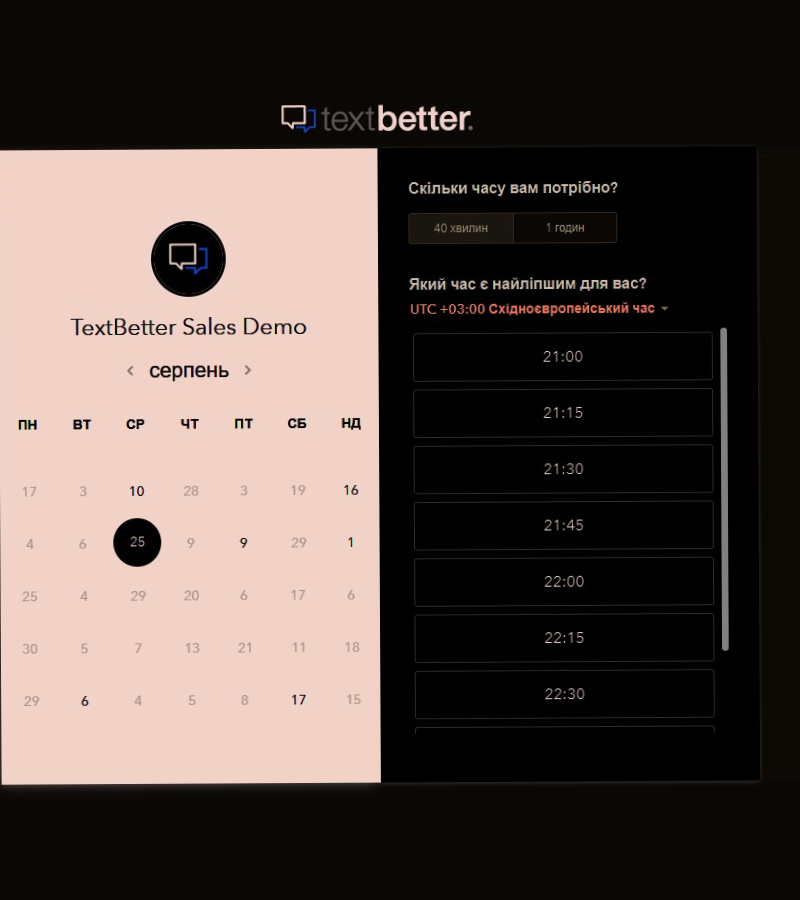 textbetter.
TextBetter Sales Demo
серпень
ПН ВТ СР ЧТ ПТ СБ НД
17 3 10 28 3 19 16
4 6 25 9 9 29 1
25 4 29 20 6 17 6
30 5 7 13 21 11 18
29 6 4 5 8 17 15
Скільки часу вам потрібно?
40 хвилин 1 годин
Який час є найліпшим для вас?
UTC +03:00 Східноєвропейський час
21:00
21:15
21:30
21:45
22:00
22:15
22:30